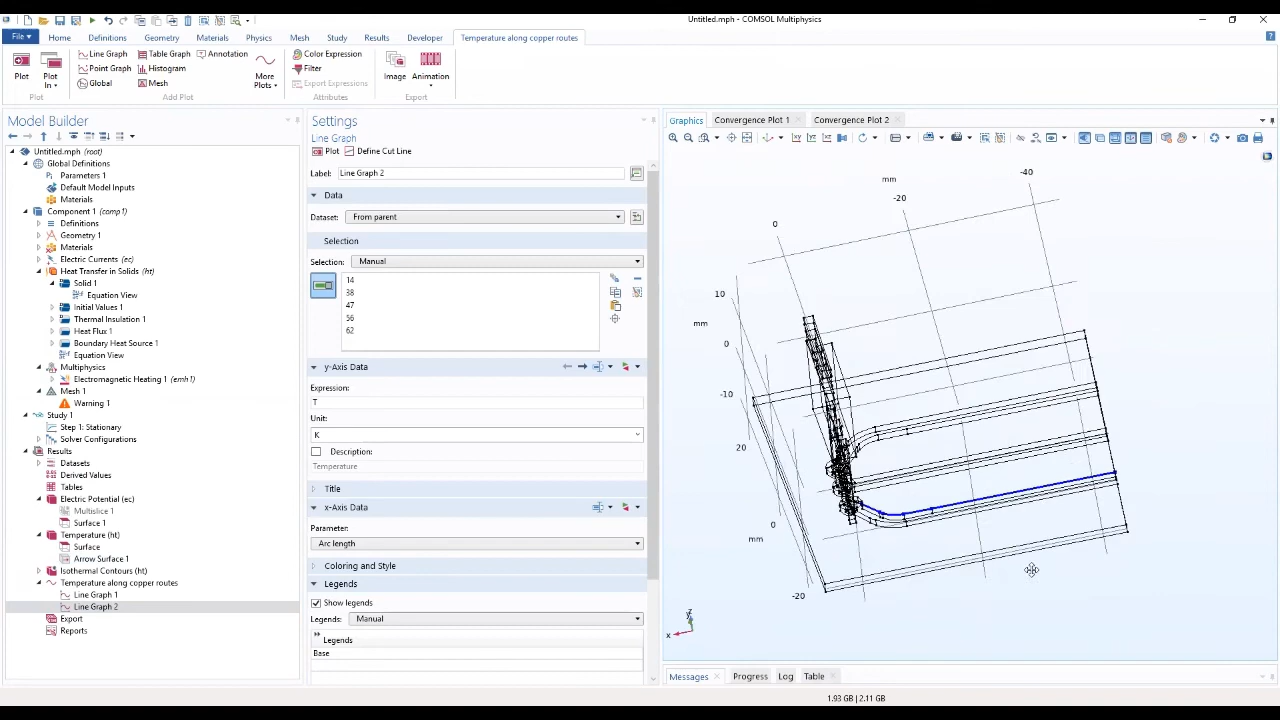 Untitled.mph - COMSOL Multiphysics
File
Home
Definitions
Geometry
Materials
Physics
Mesh
Study
Results
Developer
Temperature along copper routes
Plot
Plot In
Line Graph
Point Graph
Global
Table Graph
Histogram
Mesh
Annotation
More Plots
Color Expression
Filter
Export Expressions
Image
Animation
Plot
Add Plot
Attributes
Export
Model Builder
Untitled.mph (root)
Global Definitions
Parameters 1
Default Model Inputs
Materials
Component 1 (comp1)
Definitions
Geometry 1
Materials
Electric Currents (ec)
Heat Transfer in Solids (ht)
Solid 1
Equation View
Initial Values 1
Thermal Insulation 1
Heat Flux 1
Boundary Heat Source 1
Equation View
Multiphysics
Electromagnetic Heating 1 (emh1)
Mesh 1
Warning 1
Study 1
Step 1: Stationary
Solver Configurations
Results
Datasets
Derived Values
Tables
Electric Potential (ec)
Multislice 1
Surface 1
Temperature (ht)
Surface
Arrow Surface 1
Isothermal Contours (ht)
Temperature along copper routes
Line Graph 1
Line Graph 2
Export
Reports
Settings
Line Graph
Plot
Define Cut Line
Label: Line Graph 2
Data
Dataset: From parent
Selection
Selection: Manual
14
38
47
56
62
y-Axis Data
Expression:
T
Unit:
K
Description:
Temperature
Title
x-Axis Data
Parameter:
Arc length
Coloring and Style
Legends
Show legends
Legends: Manual
Legends
Base
Graphics
Convergence Plot 1
Convergence Plot 2
mm
-40
-20
0
10
mm
0
-10
20
0
mm
-20
z
y
x
Messages
Progress
Log
Table
1.93 GB | 2.11 GB